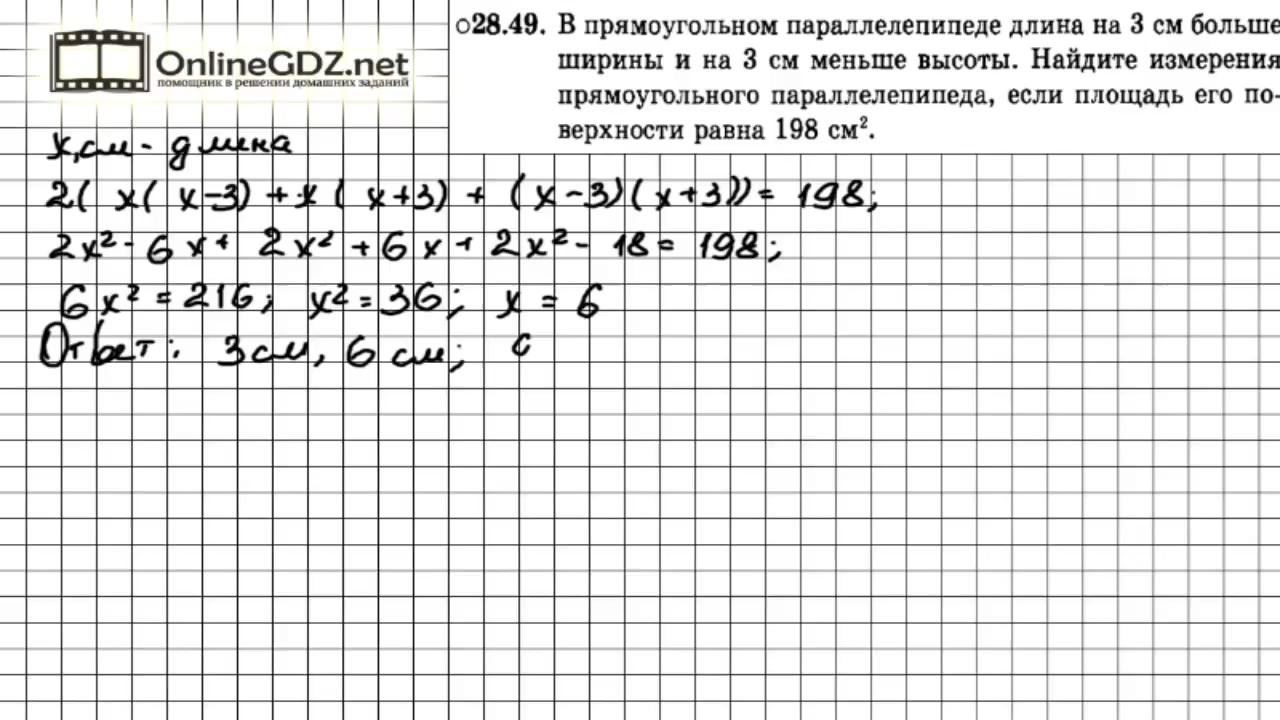 OnlineGDZ.net
помощник в решении домашних заданий
28.49. В прямоугольном параллелепипеде длина на 3 см больше
ширины и на 3 см меньше высоты. Найдите измерения
прямоугольного параллелепипеда, если площадь его по-
верхности равна 198 см².
x,см - длина
2( x( x-3) + x ( x+3) + (x-3)(x+3))= 198;
2x² - 6x + 2x² + 6x + 2x² - 18 = 198;
6x² = 216; x² = 36; x = 6
Ответ: 3 см, 6 см;